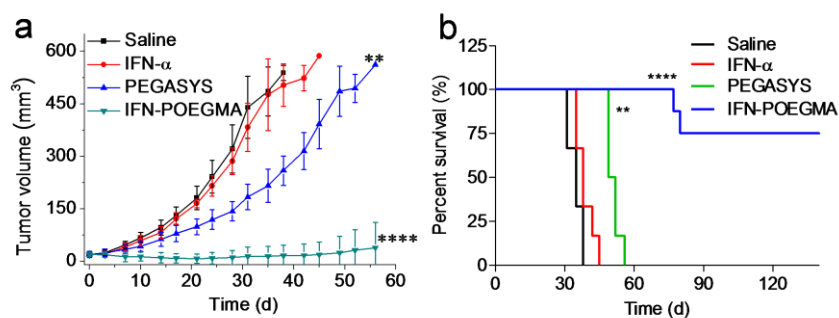 a
Saline
IFN-α
PEGASYS
IFN-POEGMA
**
****
Tumor volume (mm³)
600
450
300
150
0
0 10 20 30 40 50 60
Time (d)
b
Saline
IFN-α
PEGASYS
IFN-POEGMA
****
**
Percent survival (%)
100
75
50
25
0
0 30 60 90 120
Time (d)